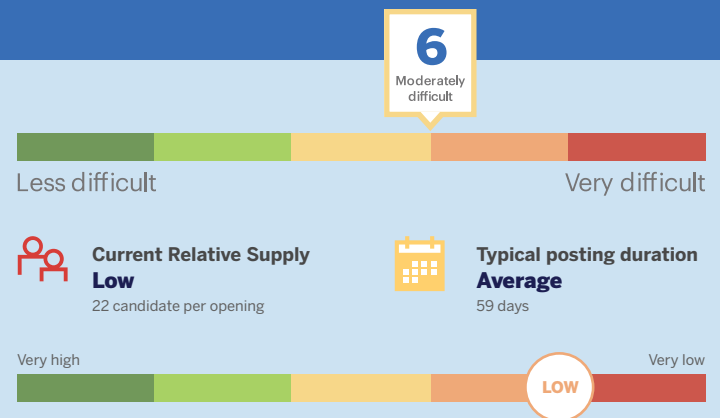 6
Moderately
difficult
Less difficult
Very difficult
Current Relative Supply
Low
22 candidate per opening
Typical posting duration
Average
59 days
Very high
Very low
LOW